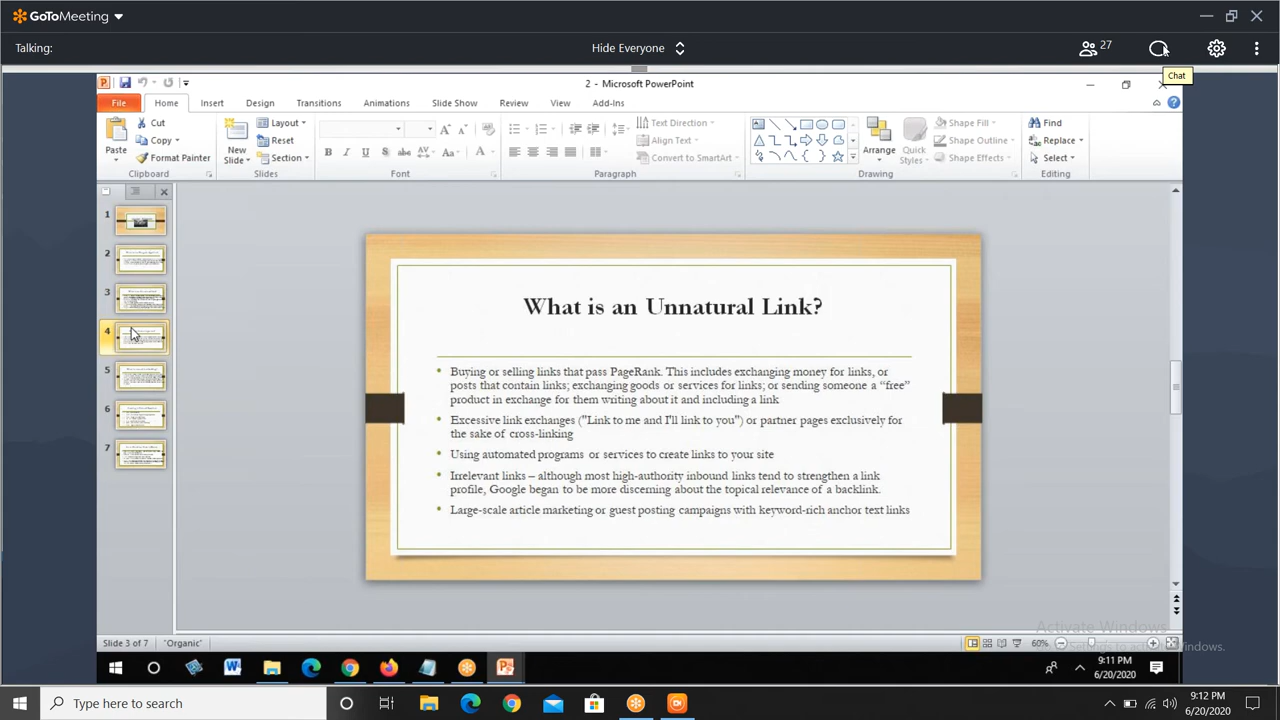 GoToMeeting
Talking:
Hide Everyone
27
Chat
2 - Microsoft PowerPoint
File Home Insert Design Transitions Animations Slide Show Review View Add-Ins
Paste
Cut
Copy
Format Painter
Clipboard
New Slide
Layout
Reset
Section
Slides
B I U S abc AV Aa A
Font
Text Direction
Align Text
Convert to SmartArt
Paragraph
Arrange
Quick Styles
Shape Fill
Shape Outline
Shape Effects
Drawing
Find
Replace
Select
Editing
1
2
3
4
5
6
7
What is an Unnatural Link?
• Buying or selling links that pass PageRank. This includes exchanging money for links, or
posts that contain links; exchanging goods or services for links; or sending someone a “free”
product in exchange for them writing about it and including a link
• Excessive link exchanges ("Link to me and I'll link to you") or partner pages exclusively for
the sake of cross-linking
• Using automated programs or services to create links to your site
• Irrelevant links – although most high-authority inbound links tend to strengthen a link
profile, Google began to be more discerning about the topical relevance of a backlink.
• Large-scale article marketing or guest posting campaigns with keyword-rich anchor text links
Activate Windows
Slide 3 of 7 'Organic' 60%
9:11 PM
6/20/2020
Type here to search
9:12 PM
6/20/2020